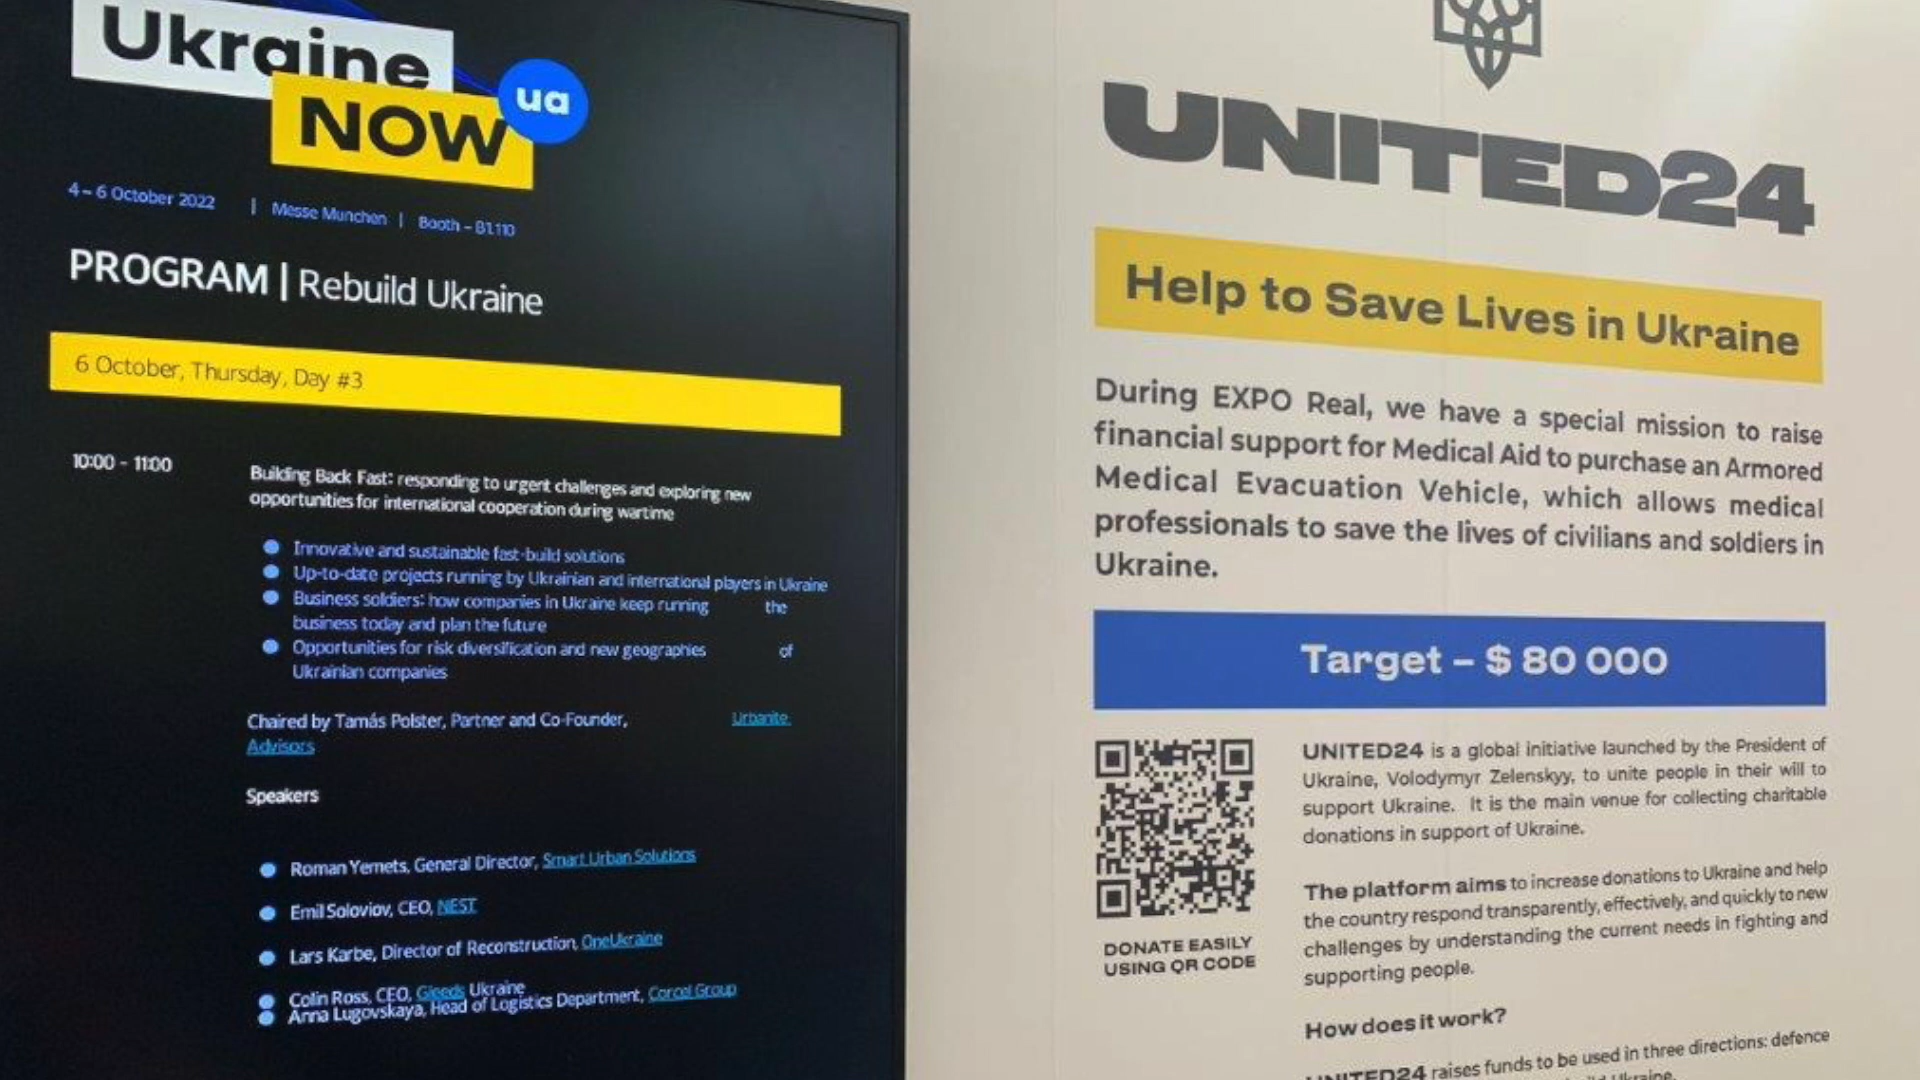 Ukraine
NOW
ua
4 – 6 October 2022 | Messe Munchen | Booth – B1.110
PROGRAM | Rebuild Ukraine
6 October, Thursday, Day #3
10:00 - 11:00
Building Back Fast: responding to urgent challenges and exploring new
opportunities for international cooperation during wartime
Innovative and sustainable fast-build solutions
Up-to-date projects running by Ukrainian and international players in Ukraine
Business soldiers: how companies in Ukraine keep running the
business today and plan the future
Opportunities for risk diversification and new geographies of
Ukrainian companies
Chaired by Tamás Polster, Partner and Co-Founder, Urbanite
Advisors
Speakers
Roman Yemets, General Director, Smart Urban Solutions
Emil Soloviov, CEO, NEST
Lars Karbe, Director of Reconstruction, OneUkraine
Colin Ross, CEO, Gleeds Ukraine
Anna Lugovskaya, Head of Logistics Department, Corcel Group
UNITED24
Help to Save Lives in Ukraine
During EXPO Real, we have a special mission to raise
financial support for Medical Aid to purchase an Armored
Medical Evacuation Vehicle, which allows medical
professionals to save the lives of civilians and soldiers in
Ukraine.
Target – $ 80 000
UNITED24 is a global initiative launched by the President of
Ukraine, Volodymyr Zelenskyy, to unite people in their will to
support Ukraine. It is the main venue for collecting charitable
donations in support of Ukraine.
The platform aims to increase donations to Ukraine and help
the country respond transparently, effectively, and quickly to new
challenges by understanding the current needs in fighting and
supporting people.
DONATE EASILY
USING QR CODE
How does it work?
UNITED24 raises funds to be used in three directions: defence
Ukraine.